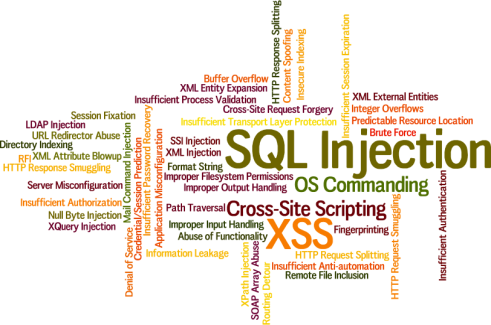 HTTP Response Splitting
Content Spoofing
Insecure Indexing
Insufficient Session Expiration
Buffer Overflow
XML Entity Expansion
Insufficient Process Validation
Cross-Site Request Forgery
XML External Entities
Integer Overflows
Predictable Resource Location
Brute Force
Session Fixation
LDAP Injection
URL Redirector Abuse
Directory Indexing
RFI
XML Attribute Blowup
HTTP Response Smuggling
Mail Command Injection
Insufficient Transport Layer Protection
SSI Injection
XML Injection
Format String
SQL Injection
Improper Filesystem Permissions
Improper Output Handling
OS Commanding
Server Misconfiguration
Insufficient Authorization
Null Byte Injection
XQuery Injection
Denial of Service
Credential/Session Prediction
Insufficient Password Recovery
Application Misconfiguration
Path Traversal
Cross-Site Scripting
Improper Input Handling
Abuse of Functionality
XSS
Fingerprinting
Information Leakage
XPath Injection
SOAP Array Abuse
Routing Detour
HTTP Request Splitting
Insufficient Anti-automation
Remote File Inclusion
HTTP Request Smuggling
Insufficient Authentication